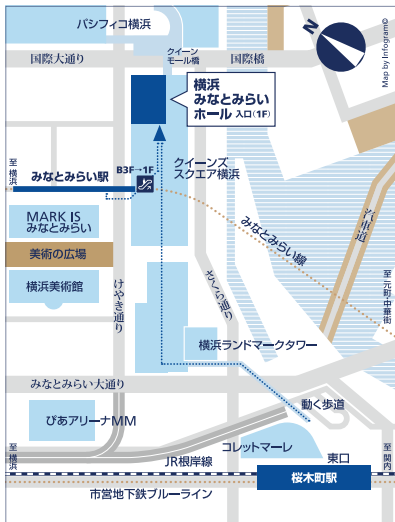 パシフィコ横浜
N
Map by Infogram©
国際大通り
クイーン
モール橋
国際橋
横浜
みなとみらい
ホール 入口(1F)
至横浜
みなとみらい駅
B3F→1F
クイーンズ
スクエア横浜
MARK IS
みなとみらい
美術の広場
横浜美術館
けやき通り
さくら通り
みなとみらい線
汽車道
至元町中華街
横浜ランドマークタワー
みなとみらい大通り
動く歩道
ぴあアリーナMM
コレットマーレ
東口
至横浜
JR根岸線
桜木町駅
至関内
市営地下鉄ブルーライン